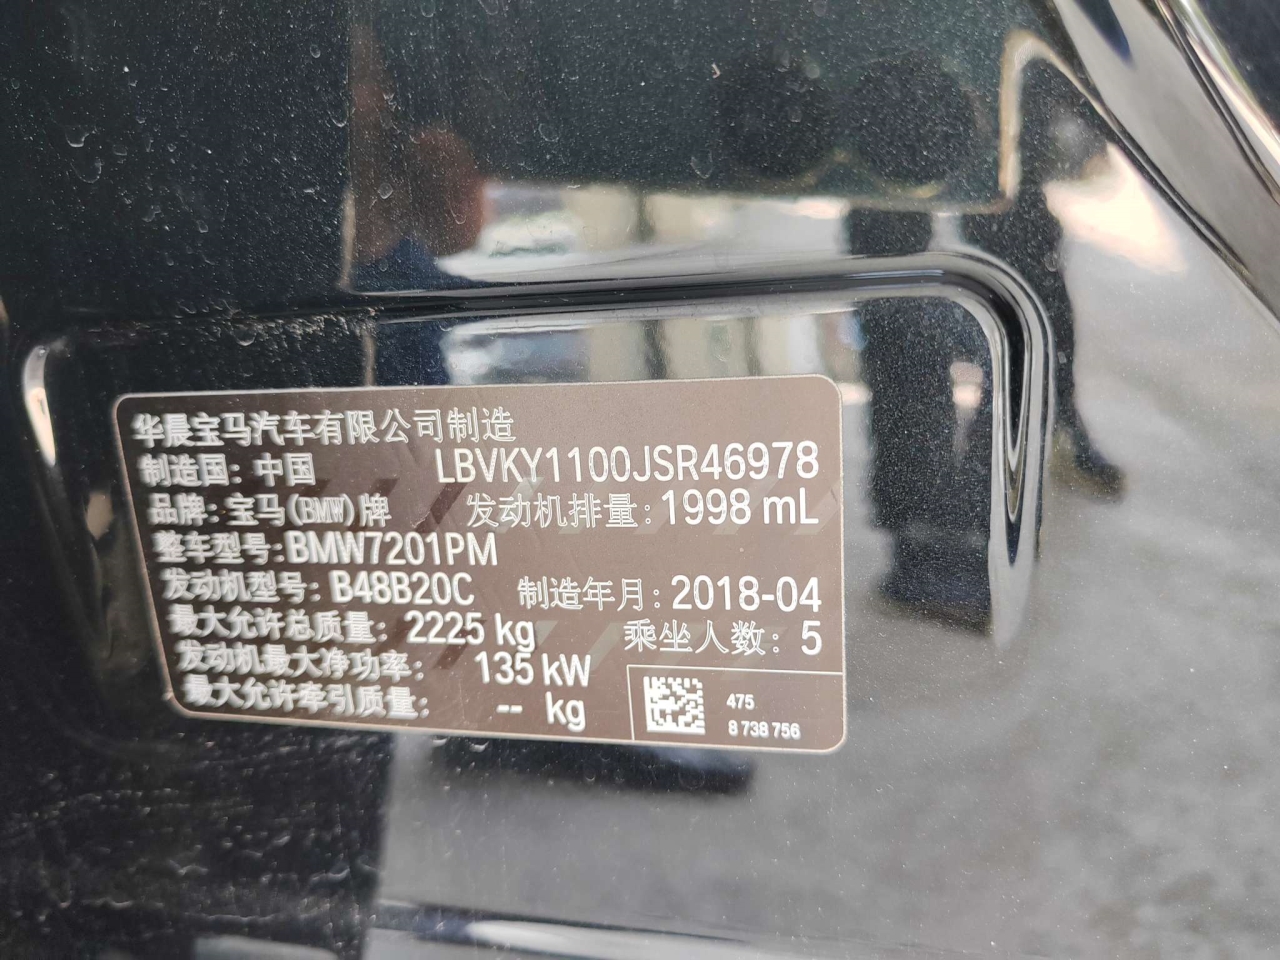 华晨宝马汽车有限公司制造
制造国: 中国 LBVKY1100JSR46978
品牌: 宝马(BMW)牌 发动机排量: 1998 mL
整车型号: BMW7201PM
发动机型号: B48B20C 制造年月: 2018-04
最大允许总质量: 2225 kg 乘坐人数: 5
发动机最大净功率: 135 kW
最大允许牵引质量: -- kg
475
8 738 756